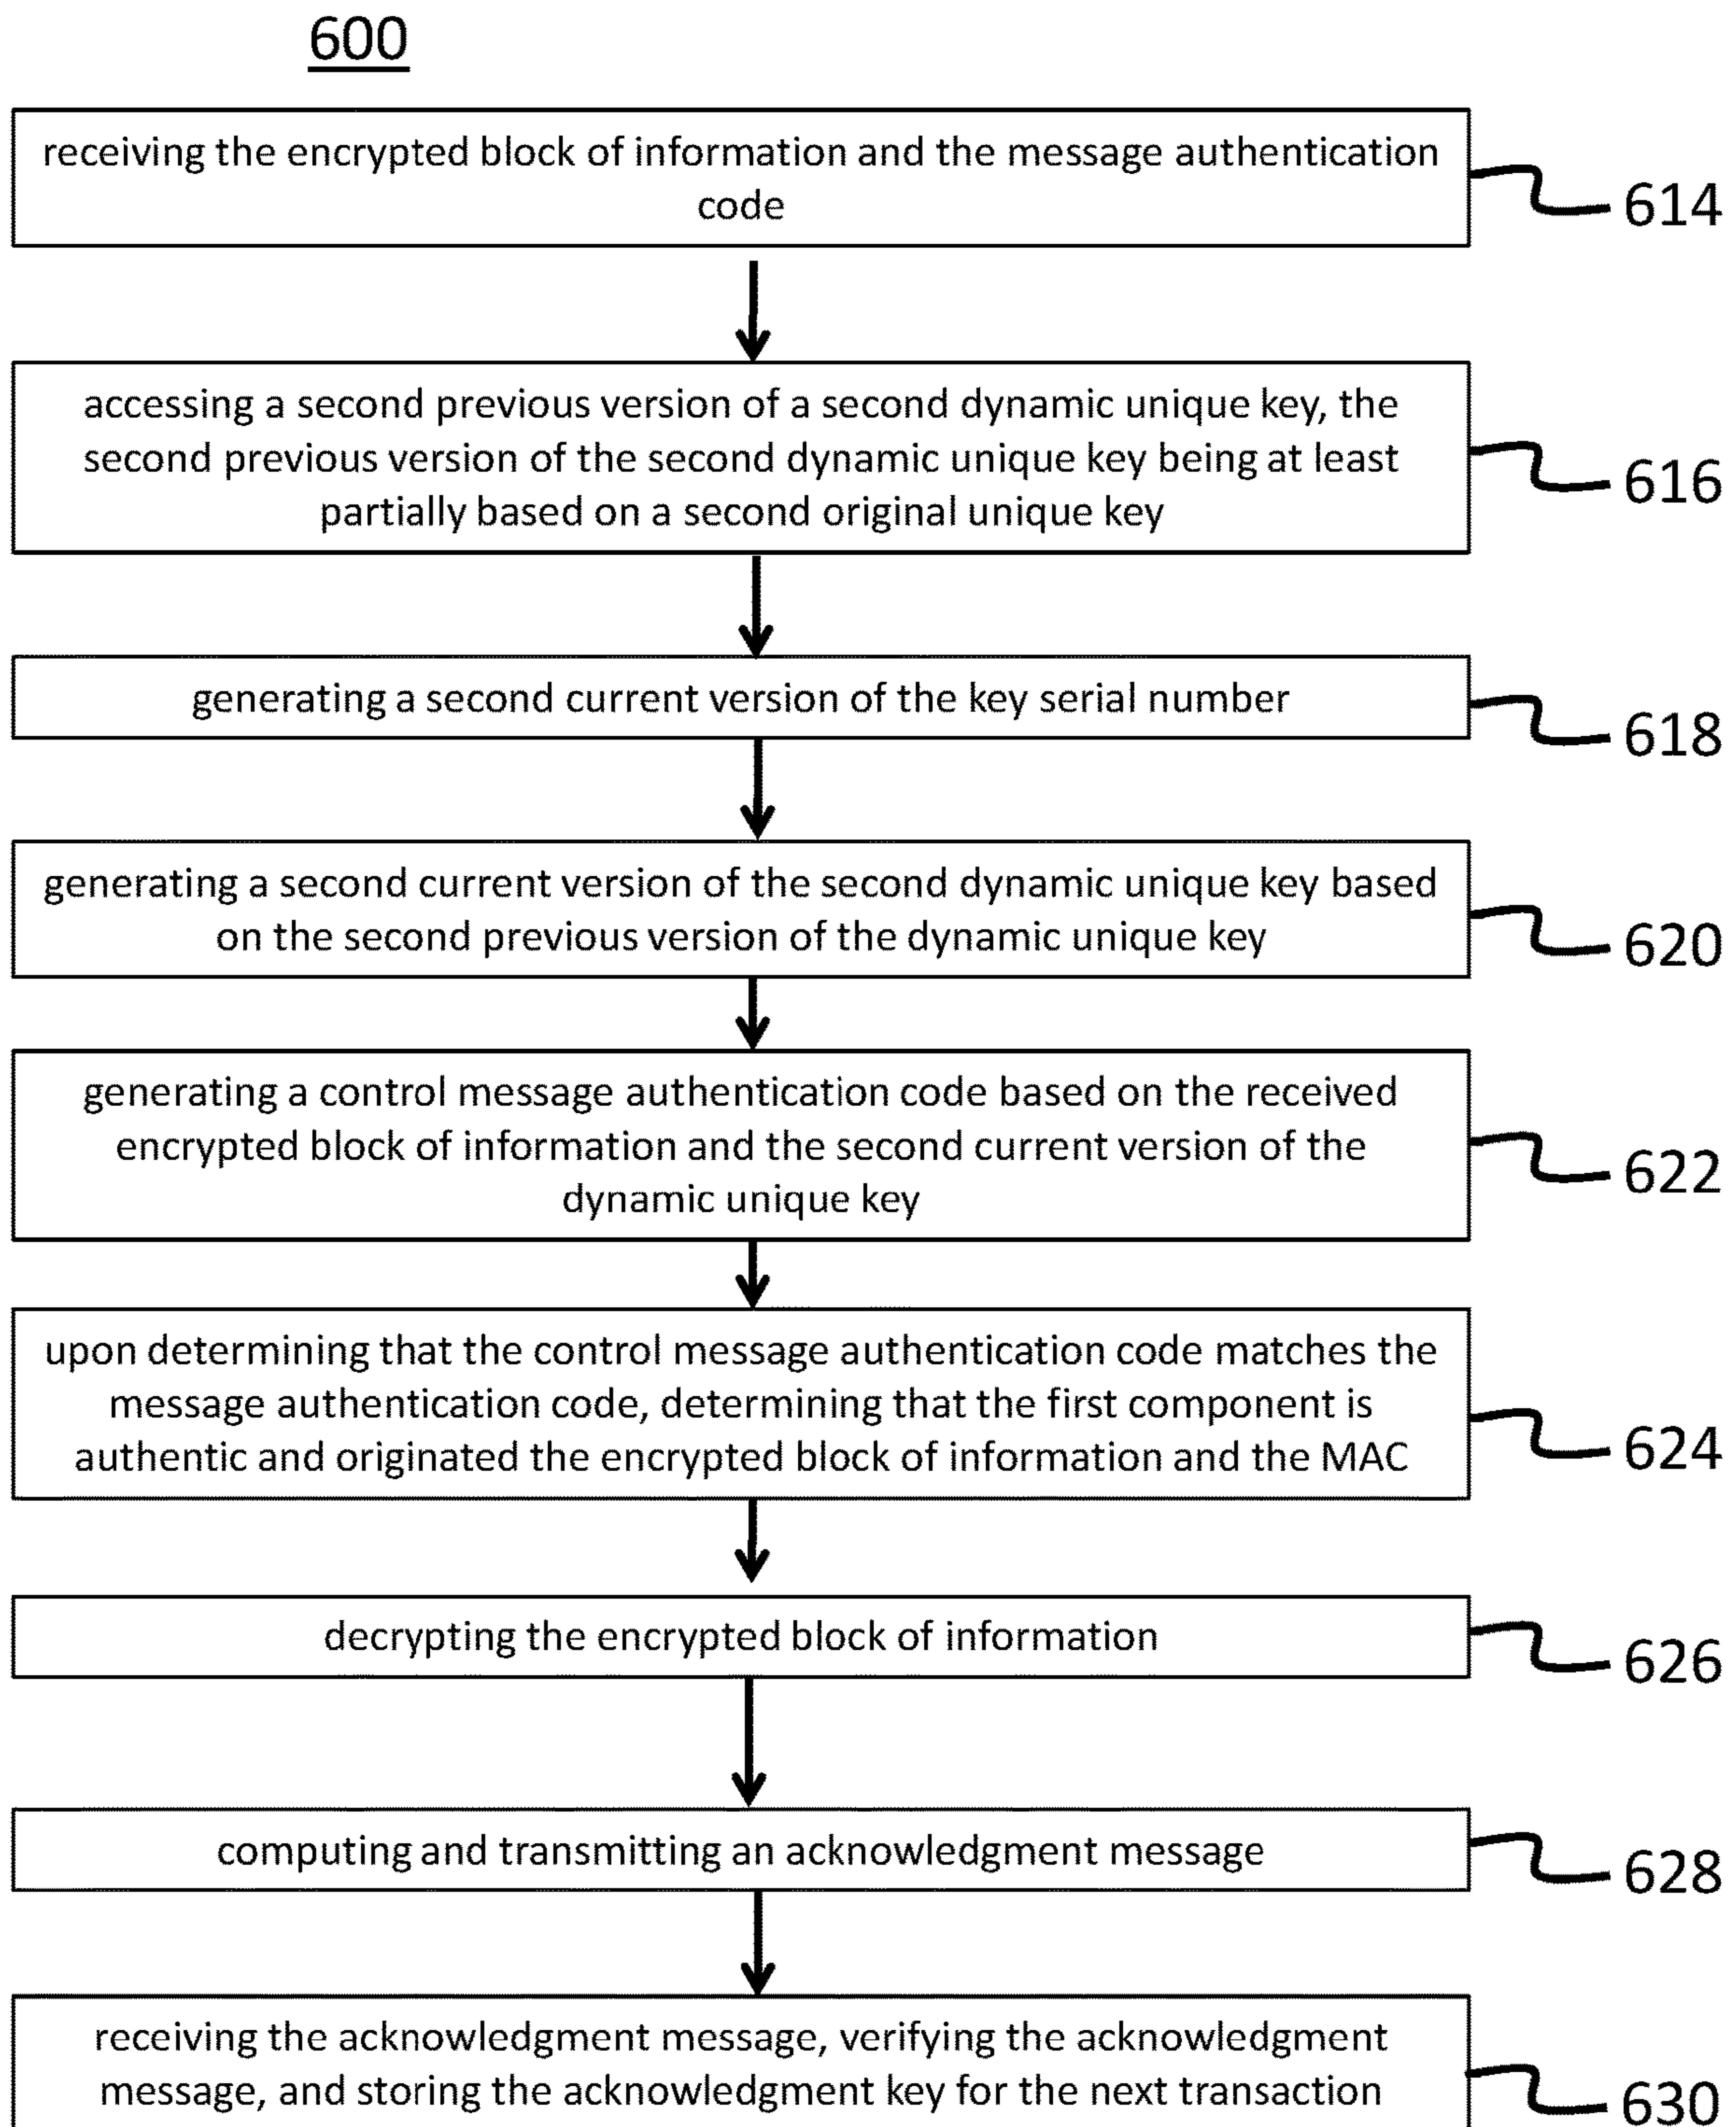 600
receiving the encrypted block of information and the message authentication
code
614
accessing a second previous version of a second dynamic unique key, the
second previous version of the second dynamic unique key being at least
partially based on a second original unique key
616
generating a second current version of the key serial number
618
generating a second current version of the second dynamic unique key based
on the second previous version of the dynamic unique key
620
generating a control message authentication code based on the received
encrypted block of information and the second current version of the
dynamic unique key
622
upon determining that the control message authentication code matches the
message authentication code, determining that the first component is
authentic and originated the encrypted block of information and the MAC
624
decrypting the encrypted block of information
626
computing and transmitting an acknowledgment message
628
receiving the acknowledgment message, verifying the acknowledgment
message, and storing the acknowledgment key for the next transaction
630